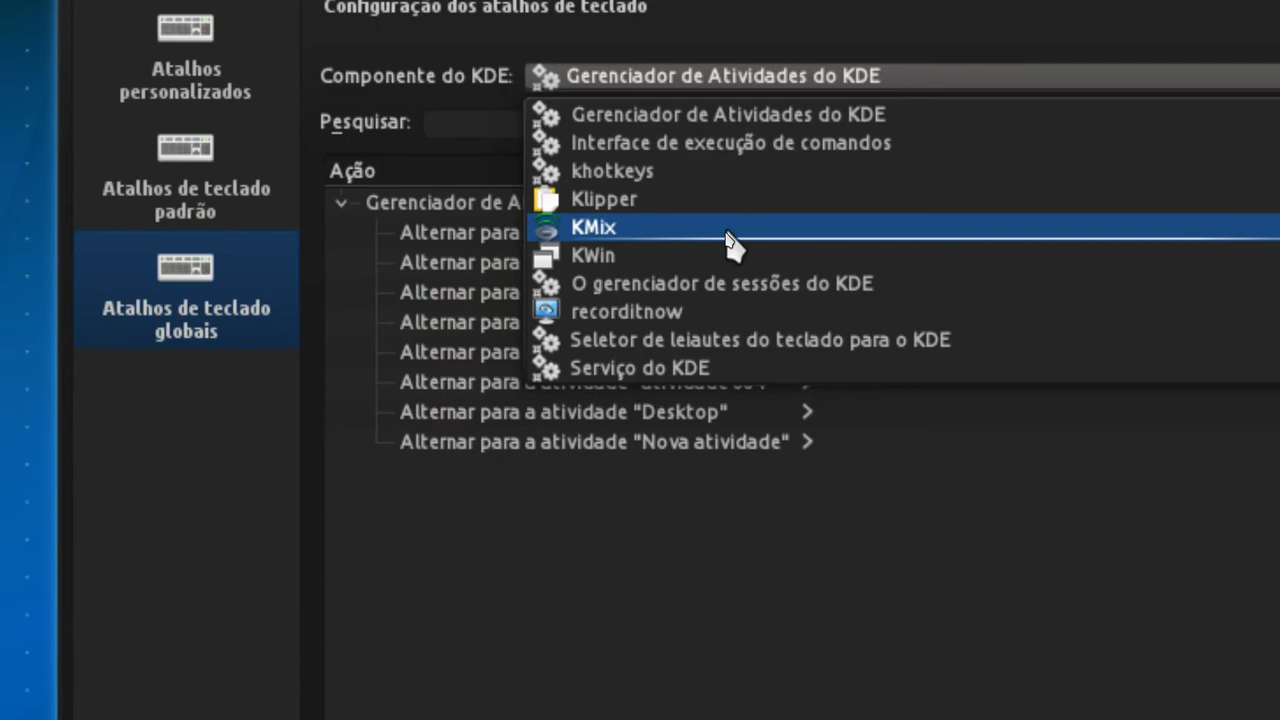 Configuração dos atalhos de teclado
Atalhos
personalizados
Atalhos de teclado
padrão
Atalhos de teclado
globais
Componente do KDE: Gerenciador de Atividades do KDE
Pesquisar:
Gerenciador de Atividades do KDE
Interface de execução de comandos
khotkeys
Klipper
KMix
KWin
O gerenciador de sessões do KDE
recorditnow
Seletor de leiautes do teclado para o KDE
Serviço do KDE
Ação
Gerenciador de A
Alternar para
Alternar para
Alternar para
Alternar para
Alternar para
Alternar para
Alternar para a atividade "Desktop"
Alternar para a atividade "Nova atividade"